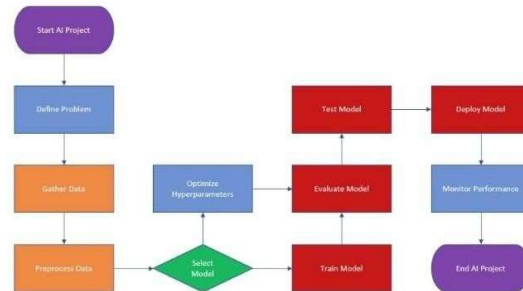 Start AI Project
Define Problem
Gather Data
Preprocess Data
Select
Model
Optimize
Hyperparameters
Train Model
Evaluate Model
Test Model
Deploy Model
Monitor Performance
End AI Project